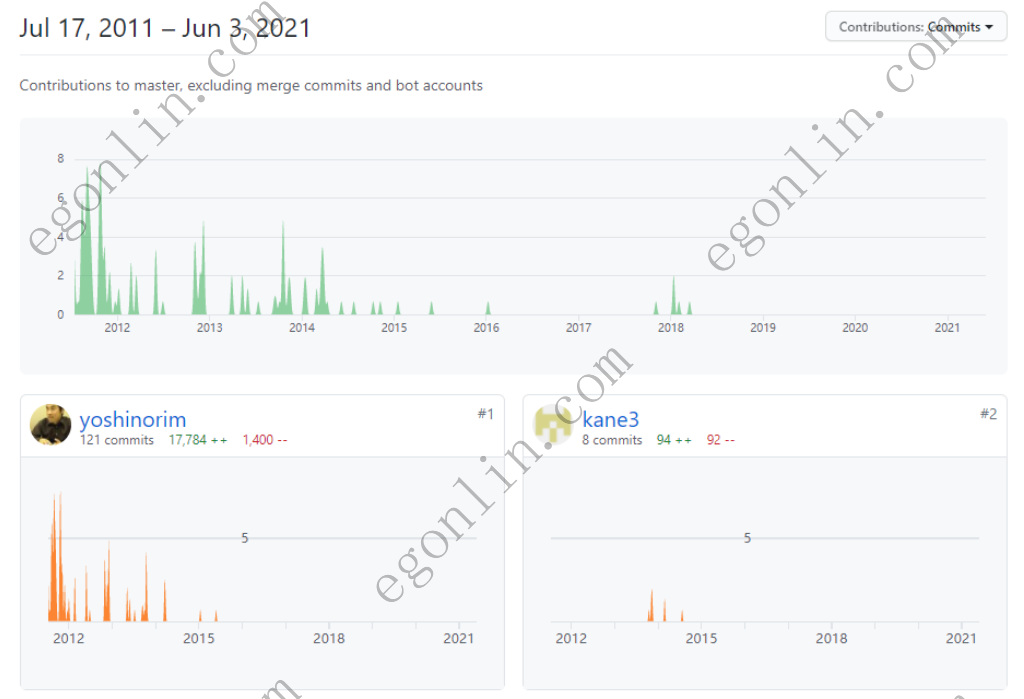 Jul 17, 2011 – Jun 3, 2021
Contributions: Commits
Contributions to master, excluding merge commits and bot accounts
8
6
4
2
0
2012 2013 2014 2015 2016 2017 2018 2019 2020 2021
yoshinorim #1
121 commits 17,784 ++ 1,400 --
5
2012 2015 2018 2021
kane3 #2
8 commits 94 ++ 92 --
5
2012 2015 2018 2021
egonlin.com
egonlin.com
egonlin.com